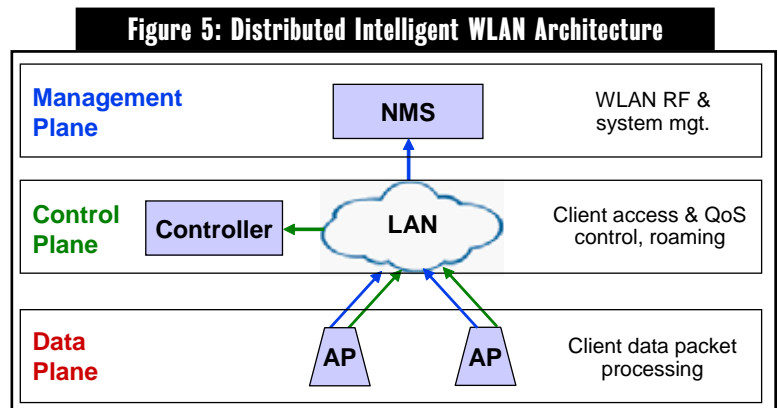 Figure 5: Distributed Intelligent WLAN Architecture
Management
Plane
NMS
WLAN RF &
system mgt.
Control
Plane
Controller
LAN
Client access & QoS
control, roaming
Data
Plane
AP
AP
Client data packet
processing